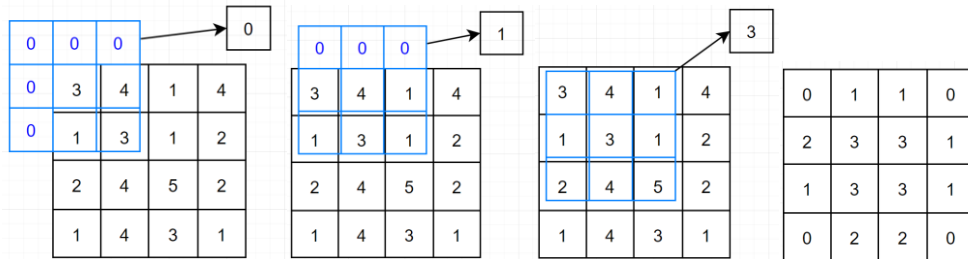 0 0 0 0
0 3 4 1 4
0 1 3 1 2
2 4 5 2
1 4 3 1
0 0 0 1
3 4 1 4
1 3 1 2
2 4 5 2
1 4 3 1
3
3 4 1 4
1 3 1 2
2 4 5 2
1 4 3 1
0 1 1 0
2 3 3 1
1 3 3 1
0 2 2 0